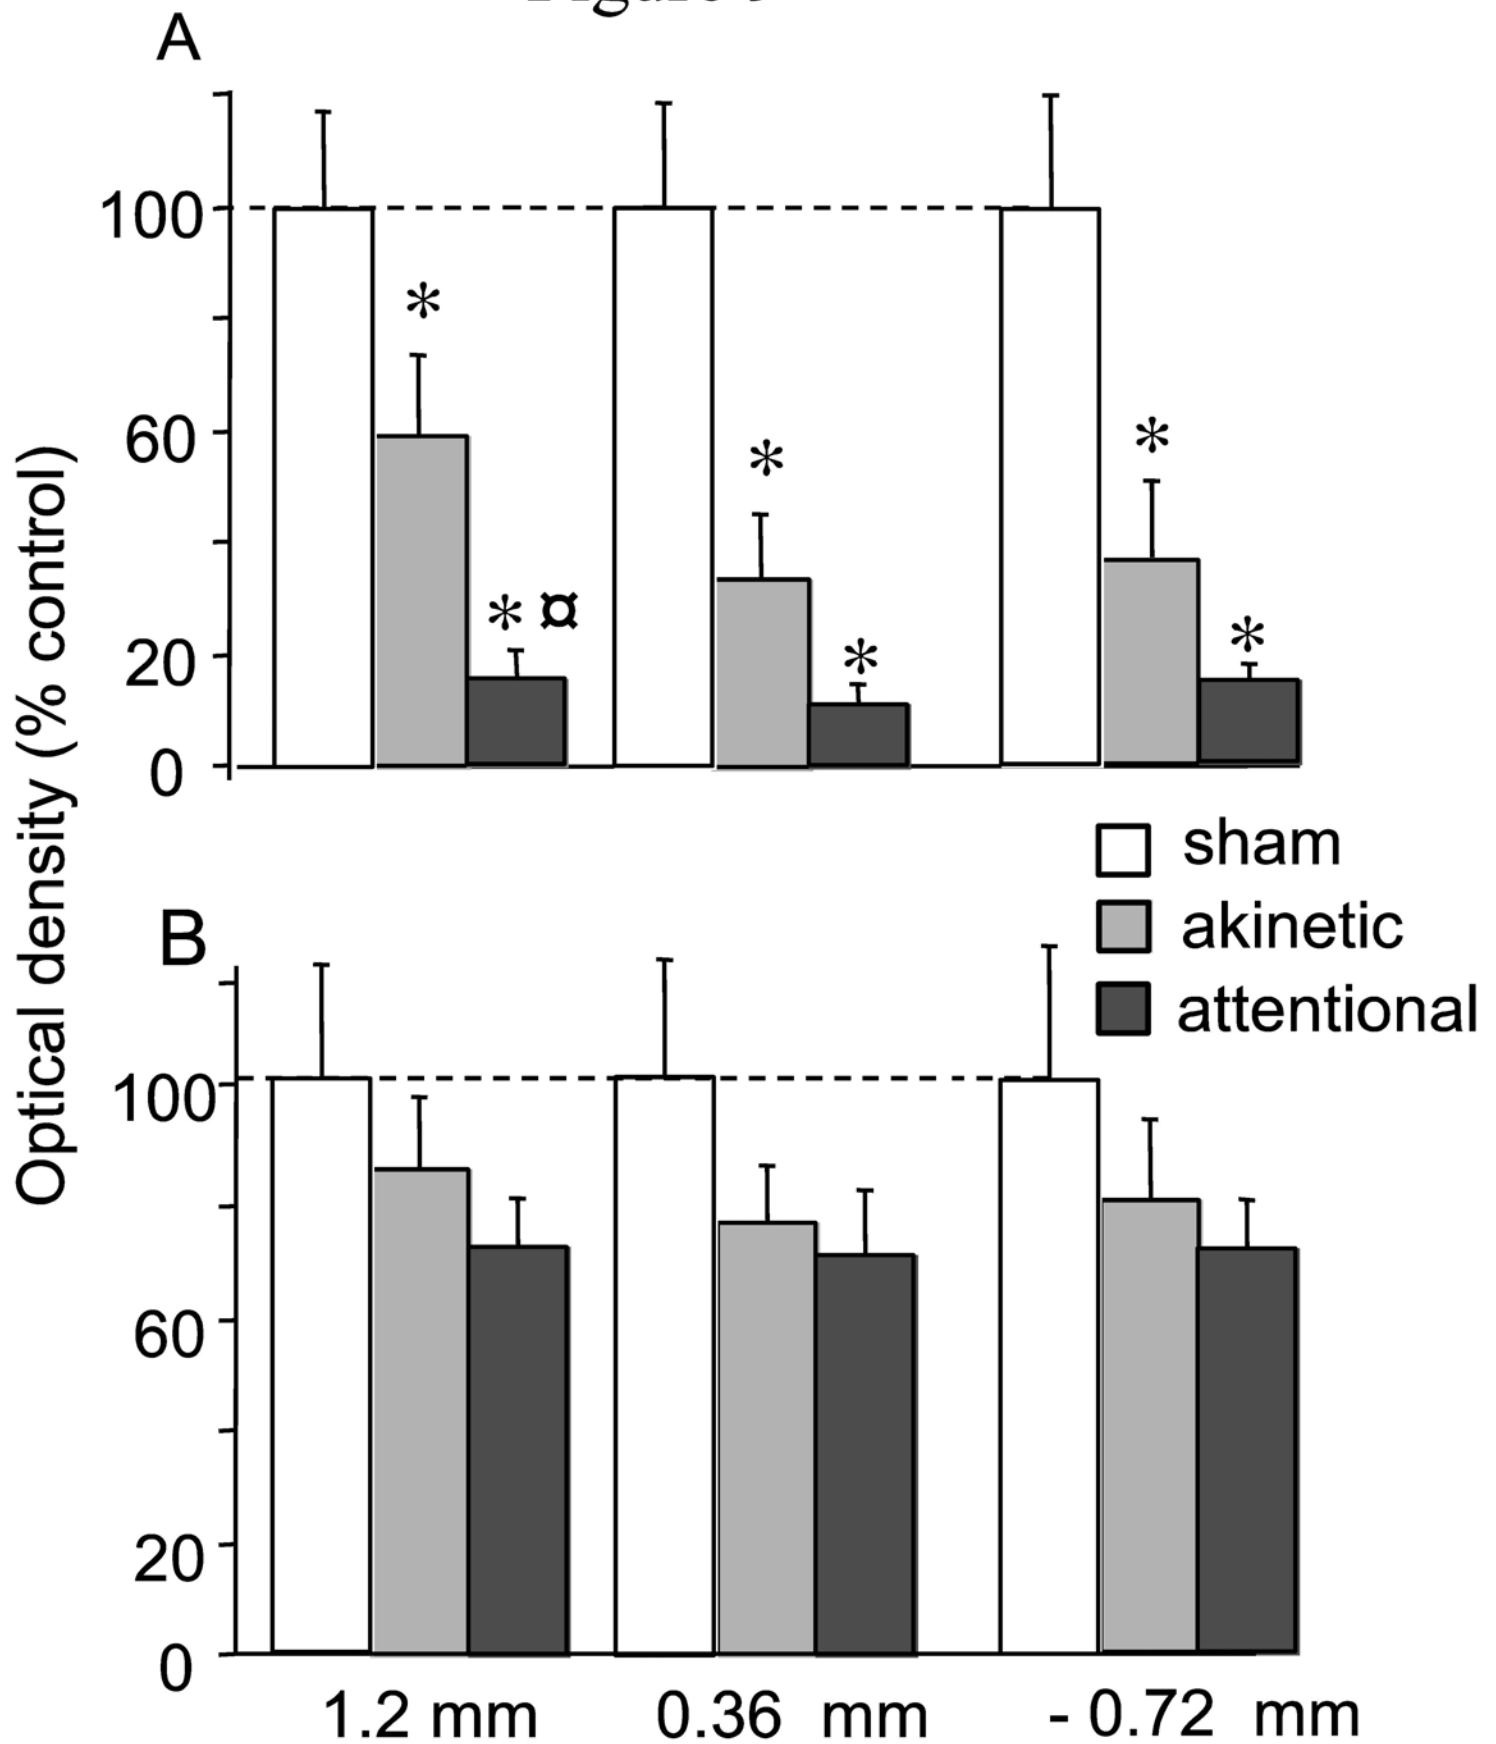 A
100
60
20
0
*
* ¤
*
*
*
*
Optical density (% control)
sham
akinetic
attentional
B
100
60
20
0
1.2 mm
0.36 mm
- 0.72 mm